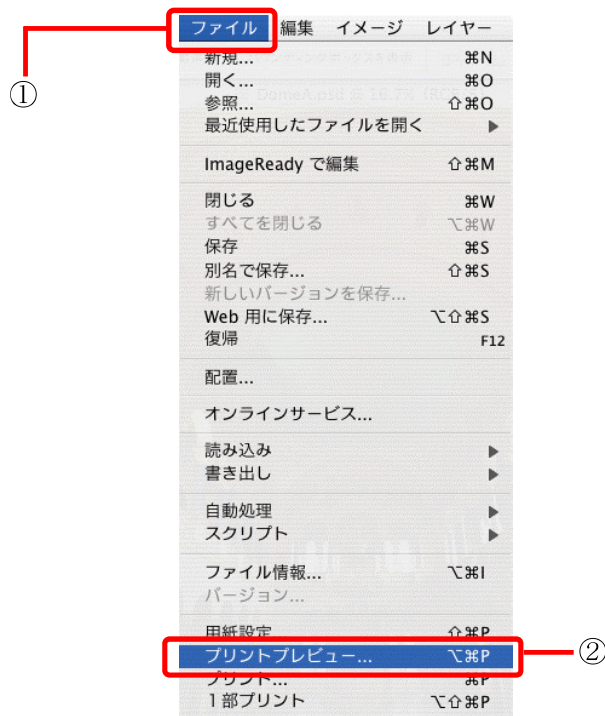 ファイル 編集 イメージ レイヤー
①
新規... ⌘N
開く... ⌘O
参照... ⇧⌘O
最近使用したファイルを開く ▶
ImageReady で編集 ⇧⌘M
閉じる ⌘W
すべてを閉じる ⌥⌘W
保存 ⌘S
別名で保存... ⇧⌘S
新しいバージョンを保存...
Web 用に保存... ⌥⇧⌘S
復帰 F12
配置...
オンラインサービス...
読み込み ▶
書き出し ▶
自動処理 ▶
スクリプト ▶
ファイル情報... ⌥⌘I
バージョン...
用紙設定... ⇧⌘P
プリントプレビュー... ⌥⌘P
②
プリント... ⌘P
1部プリント ⌥⇧⌘P